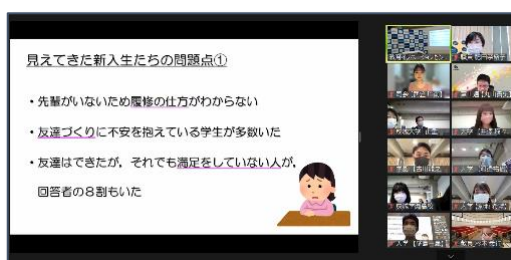 見えてきた新入生たちの問題点①
・先輩がいないため履修の仕方がわからない
・友達づくりに不安を抱えている学生が多数いた
・友達はできたが、それでも満足をしていない人が、
回答者の8割もいた